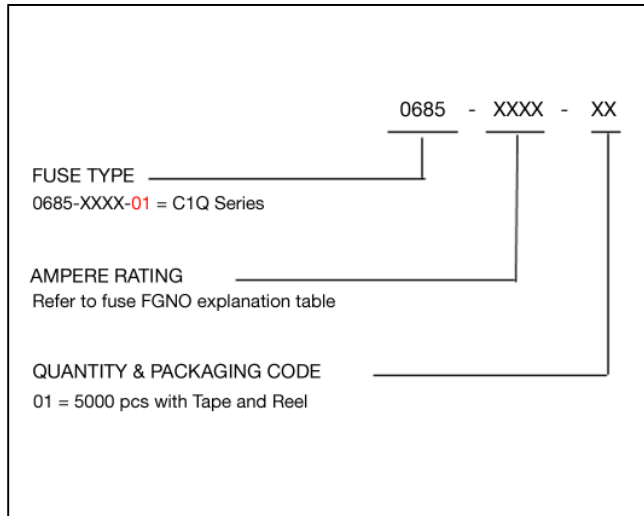 0685 - XXXX - XX
FUSE TYPE
0685-XXXX-01 = C1Q Series
AMPERE RATING
Refer to fuse FGNO explanation table
QUANTITY & PACKAGING CODE
01 = 5000 pcs with Tape and Reel